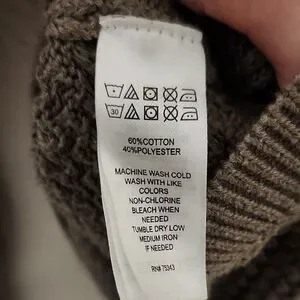 30
60%COTTON
40%POLYESTER
MACHINE WASH COLD
WASH WITH LIKE
COLORS
NON-CHLORINE
BLEACH WHEN
NEEDED
TUMBLE DRY LOW
MEDIUM IRON
IF NEEDED
RN# 75343